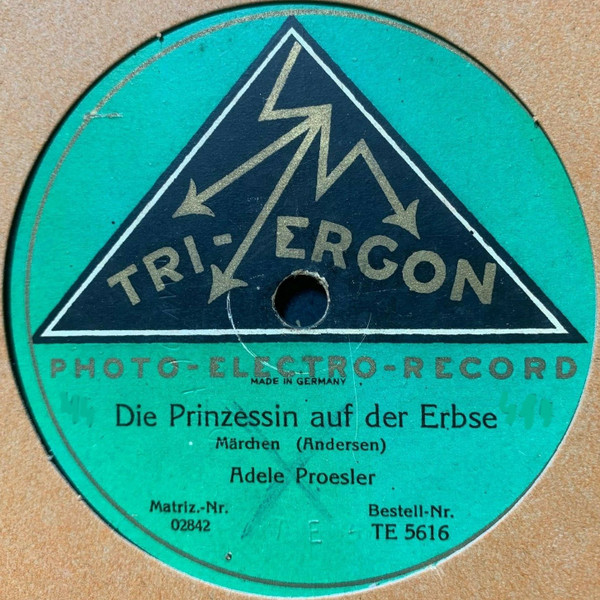 TRI-ERGON
PHOTO-ELECTRO-RECORD
MADE IN GERMANY
Die Prinzessin auf der Erbse
Märchen (Andersen)
Adele Proesler
Matriz.-Nr.
02842
Bestell-Nr.
TE 5616